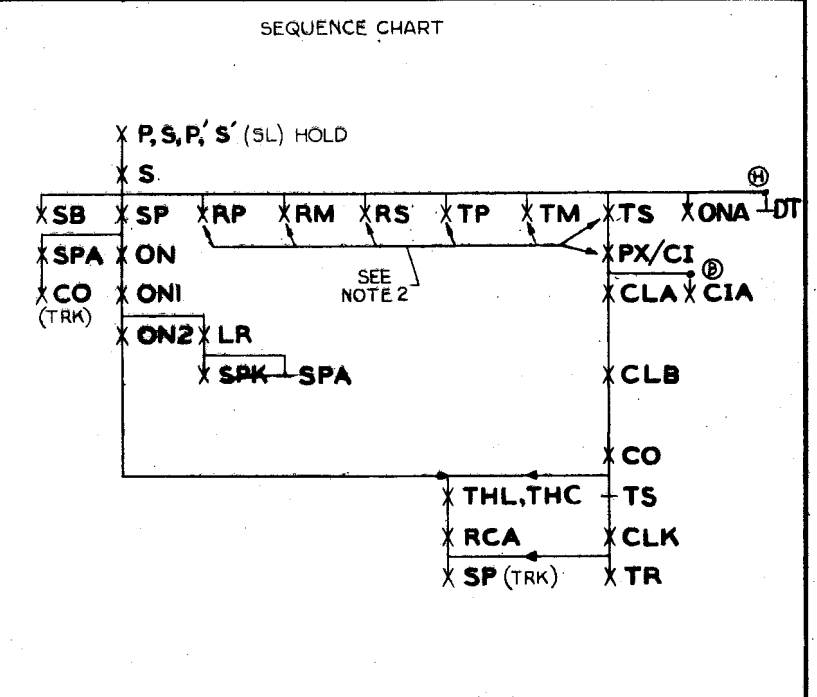 SEQUENCE CHART
P, S, P,' S' (SL) HOLD
S
H
SB SP RP RM RS TP TM TS ONA DT
SPA ON PX/CI
SEE
NOTE 2
B
CO ON1 CLA CIA
(TRK)
ON2 LR
SPK SPA CLB
CO
THL,THC TS
RCA CLK
SP (TRK) TR